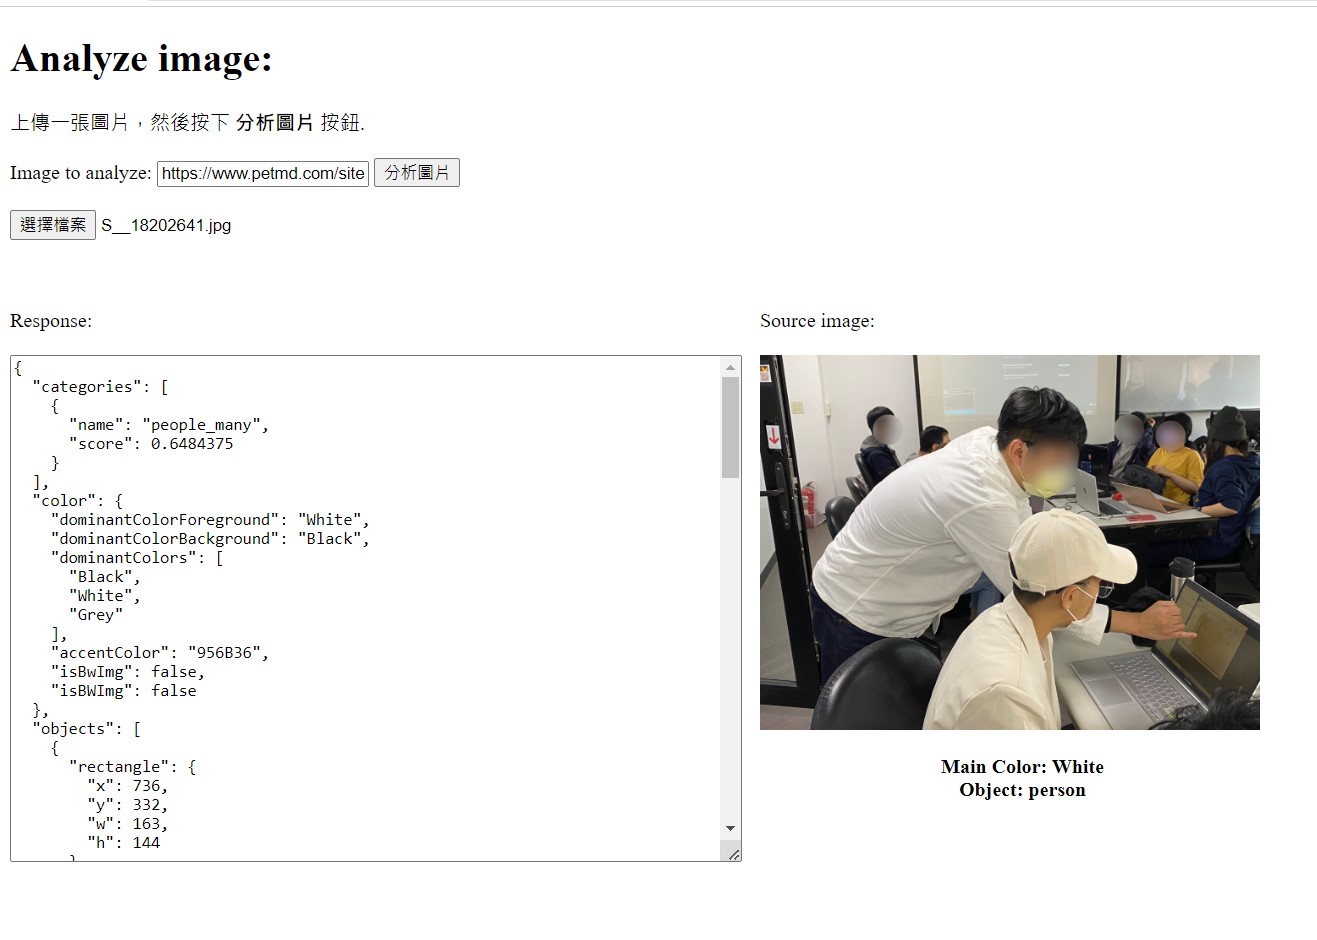 Analyze image:
上傳一張圖片，然後按下 分析圖片 按鈕.
Image to analyze: https://www.petmd.com/site 分析圖片
選擇檔案 S__18202641.jpg
Response:
Source image:
{
  "categories": [
    {
      "name": "people_many",
      "score": 0.6484375
    }
  ],
  "color": {
    "dominantColorForeground": "White",
    "dominantColorBackground": "Black",
    "dominantColors": [
      "Black",
      "White",
      "Grey"
    ],
    "accentColor": "956B36",
    "isBwImg": false,
    "isBWImg": false
  },
  "objects": [
    {
      "rectangle": {
        "x": 736,
        "y": 332,
        "w": 163,
        "h": 144
      }
Main Color: White
Object: person